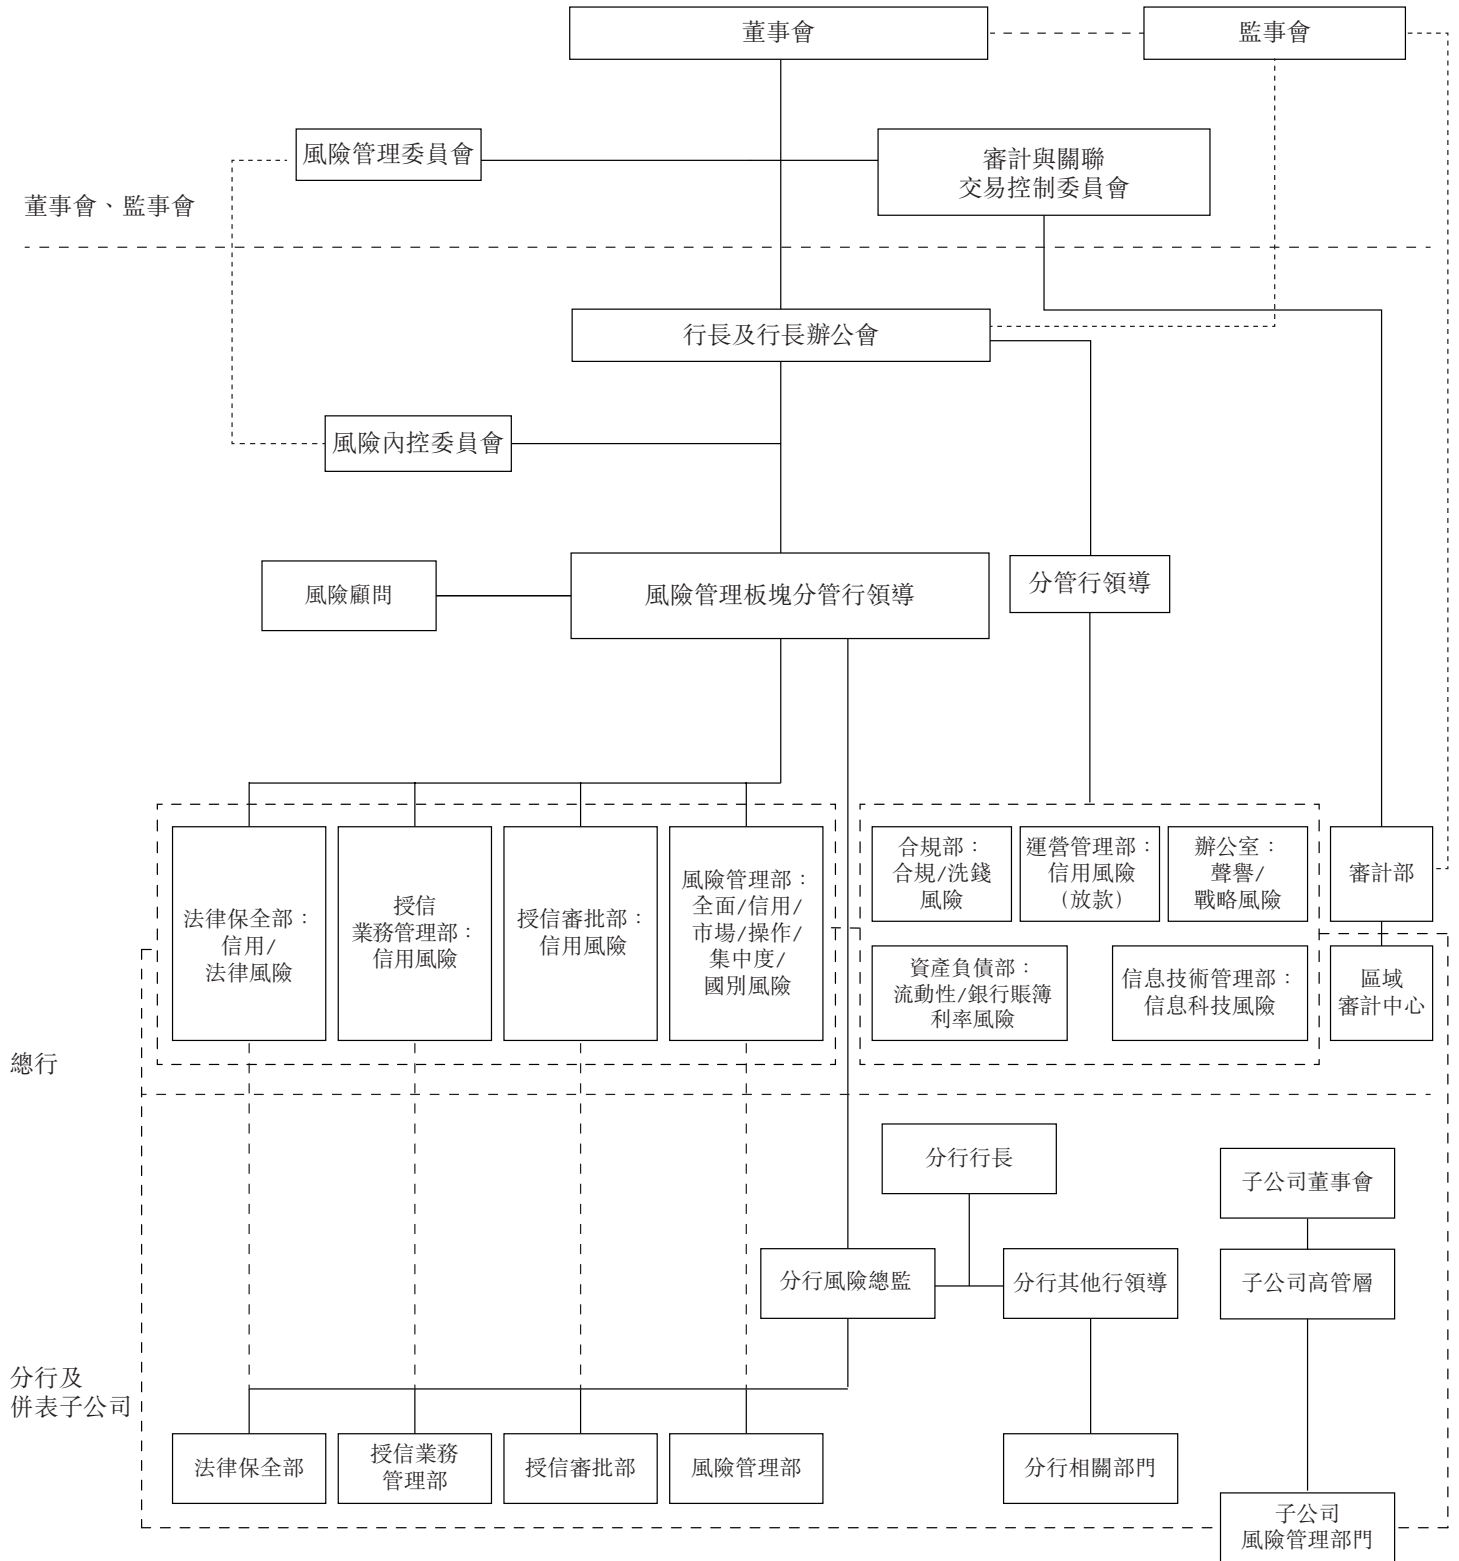 董事會
監事會
風險管理委員會
審計與關聯
交易控制委員會
董事會、監事會
行長及行長辦公會
風險內控委員會
風險顧問
風險管理板塊分管行領導
分管行領導
法律保全部：
信用/
法律風險
授信
業務管理部：
信用風險
授信審批部：
信用風險
風險管理部：
全面/信用/
市場/操作/
集中度/
國別風險
合規部：
合規/洗錢
風險
運營管理部：
信用風險
(放款)
辦公室：
聲譽/
戰略風險
審計部
資產負債部：
流動性/銀行賬簿
利率風險
信息技術管理部：
信息科技風險
區域
審計中心
總行
分行行長
子公司董事會
分行風險總監
分行其他行領導
子公司高管層
分行及
併表子公司
法律保全部
授信業務
管理部
授信審批部
風險管理部
分行相關部門
子公司
風險管理部門